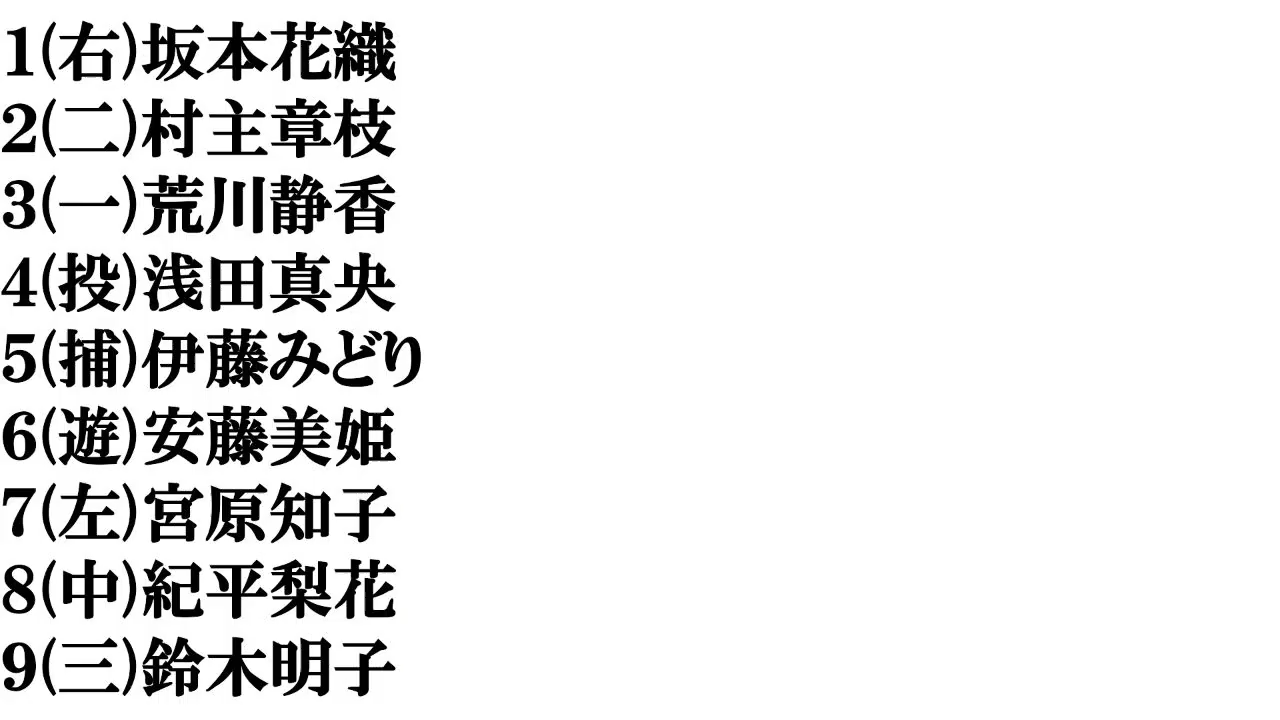 1(右)坂本花織
2(二)村主章枝
3(一)荒川静香
4(投)浅田真央
5(捕)伊藤みどり
6(遊)安藤美姫
7(左)宮原知子
8(中)紀平梨花
9(三)鈴木明子